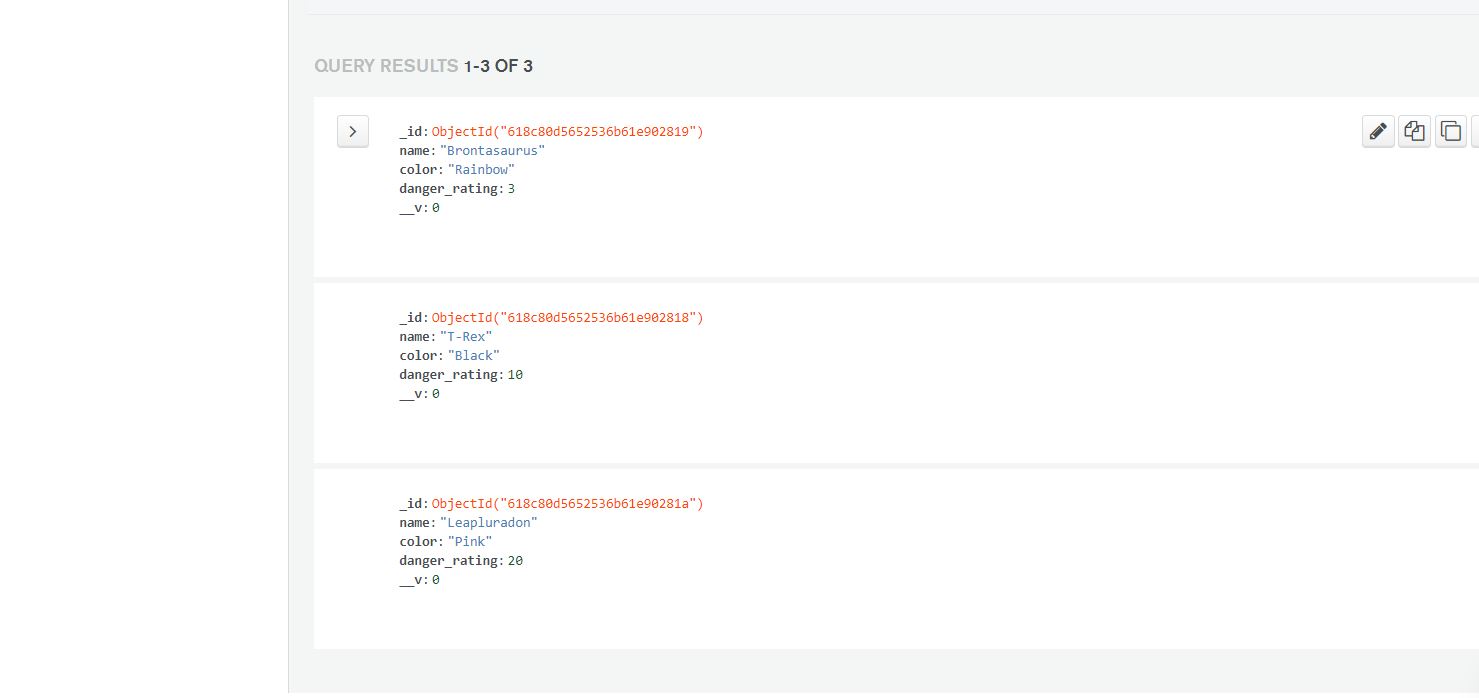 QUERY RESULTS 1-3 OF 3
_id: ObjectId("618c80d5652536b61e902819")
name: "Brontasaurus"
color: "Rainbow"
danger_rating: 3
__v: 0
_id: ObjectId("618c80d5652536b61e902818")
name: "T-Rex"
color: "Black"
danger_rating: 10
__v: 0
_id: ObjectId("618c80d5652536b61e90281a")
name: "Leapluradon"
color: "Pink"
danger_rating: 20
__v: 0